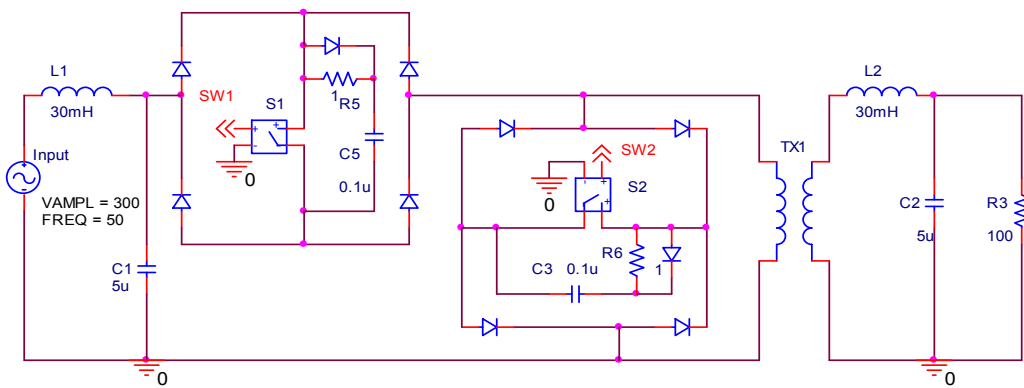 L1
30mH
Input
VAMPL = 300
FREQ = 50
C1
5u
0
SW1
S1
+
-
0
1
R5
C5
0.1u
0
SW2
-
+
S2
+
0
R6
1
C3
0.1u
TX1
L2
30mH
C2
5u
R3
100
0